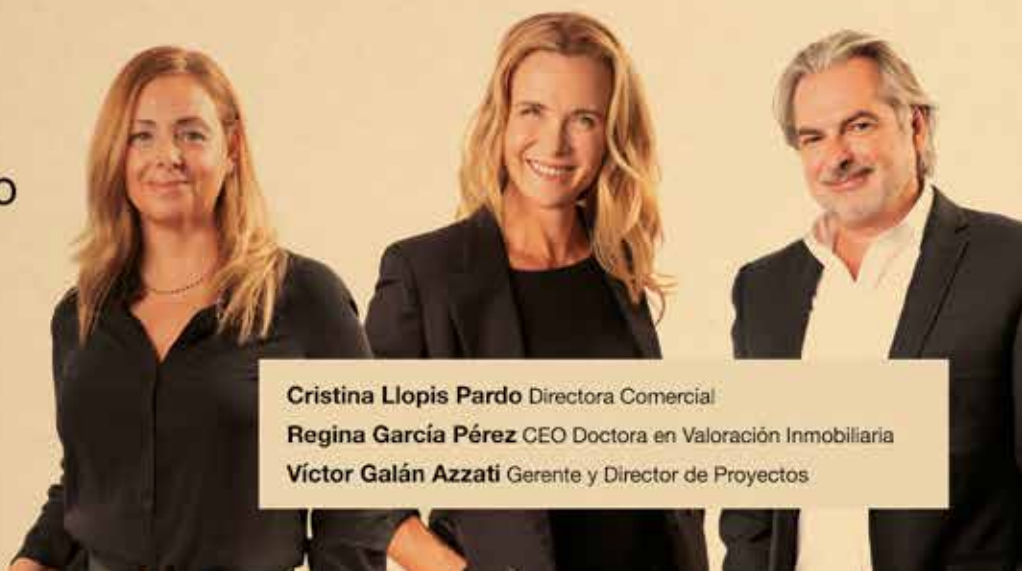 o
Cristina Llopis Pardo Directora Comercial
Regina García Pérez CEO Doctora en Valoración Inmobiliaria
Víctor Galán Azzati Gerente y Director de Proyectos